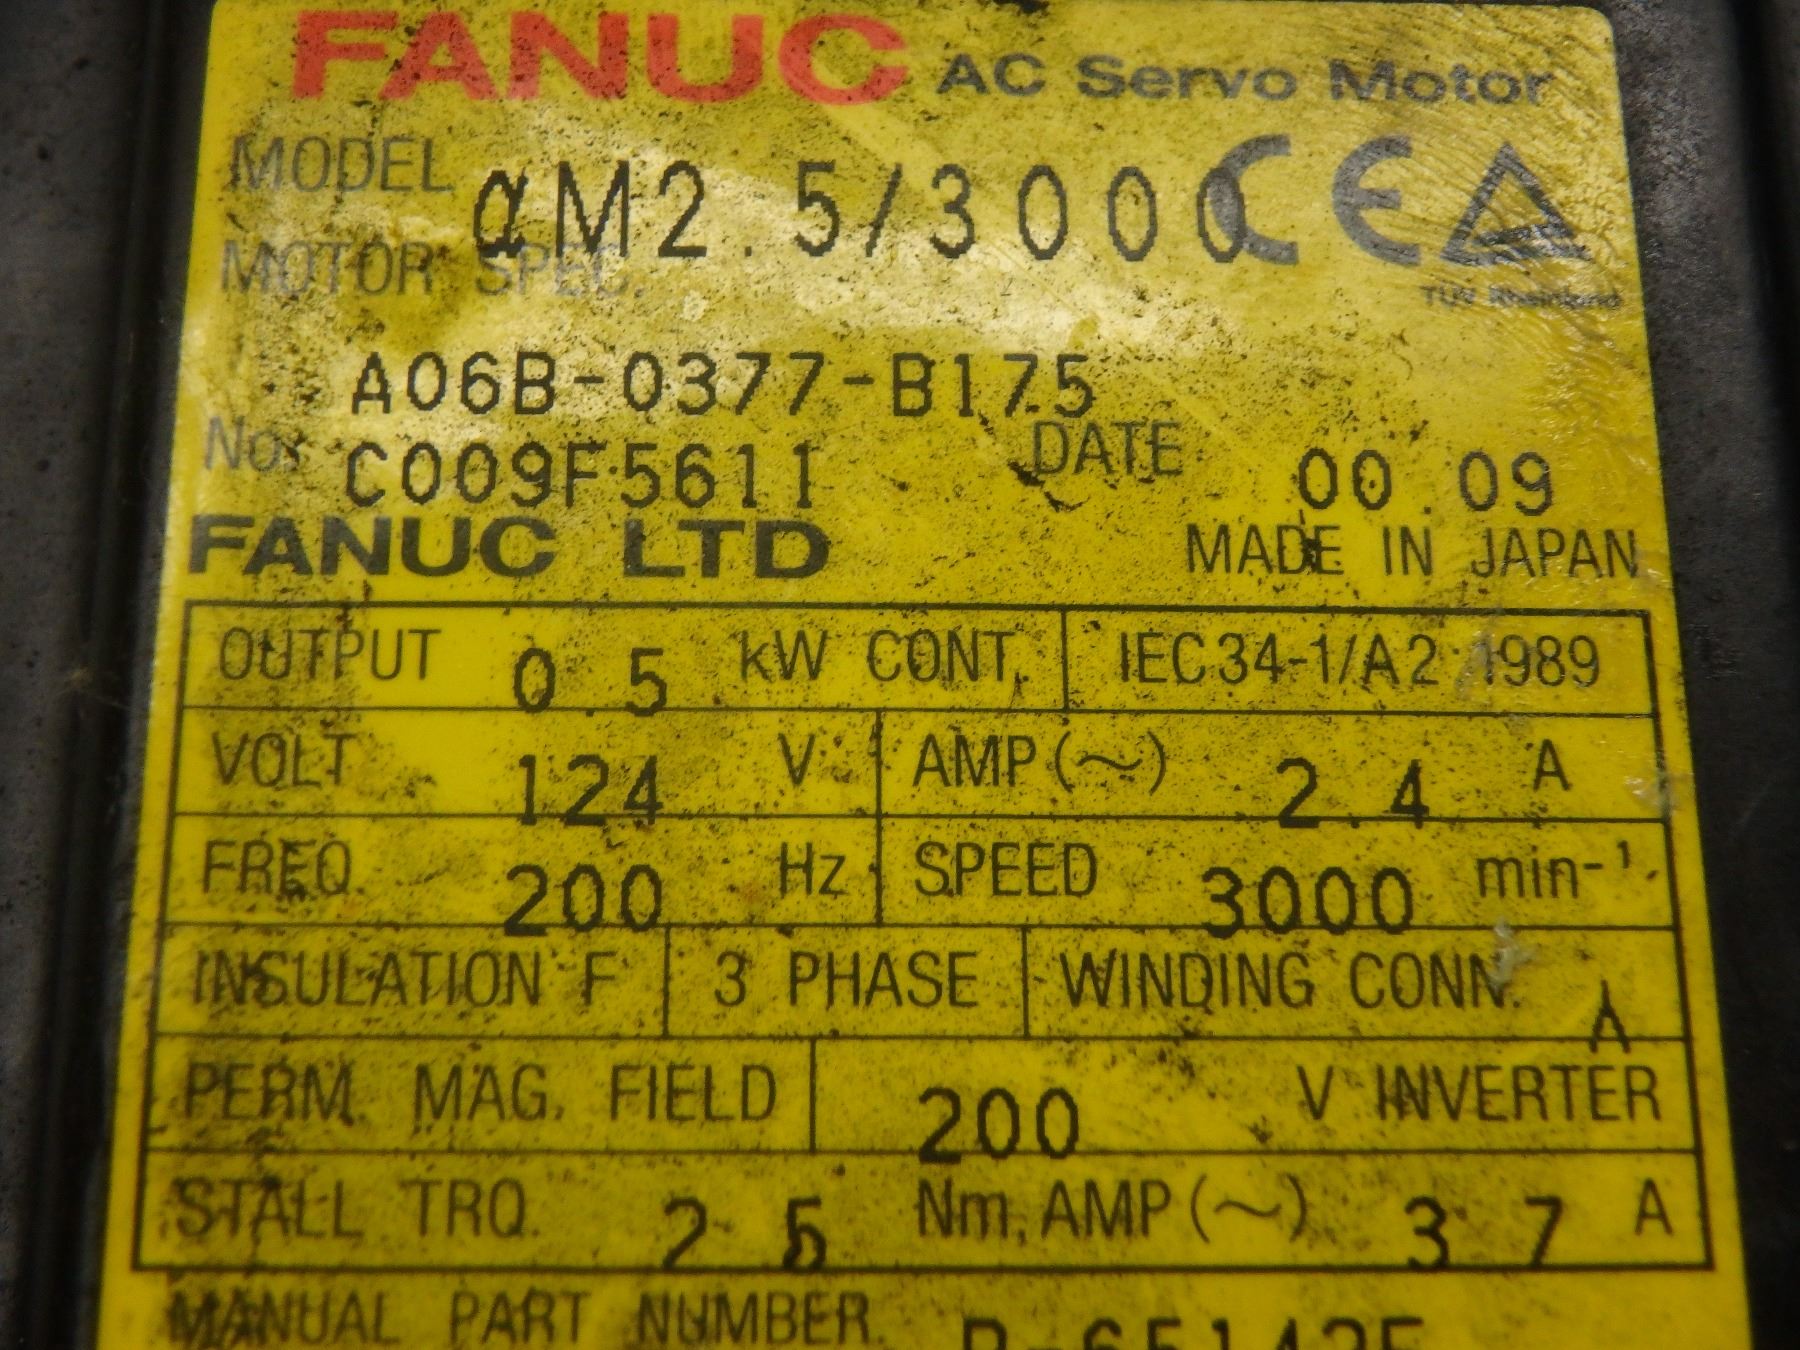 FANUC AC Servo Motor
MODEL αM2.5/3000 CE
TÜV Rheinland
MOTOR SPEC.
A06B-0377-B175
No. C009F5611 DATE 00.09
FANUC LTD MADE IN JAPAN
OUTPUT 0.5 kW CONT. IEC34-1/A2 1989
VOLT 124 V AMP(~) 2.4 A
FREQ. 200 Hz SPEED 3000 min-¹
INSULATION F 3 PHASE WINDING CONN.
PERM. MAG. FIELD 200 V INVERTER
STALL TRQ. 2.5 Nm, AMP(~) 3.7 A
MANUAL PART NUMBER.